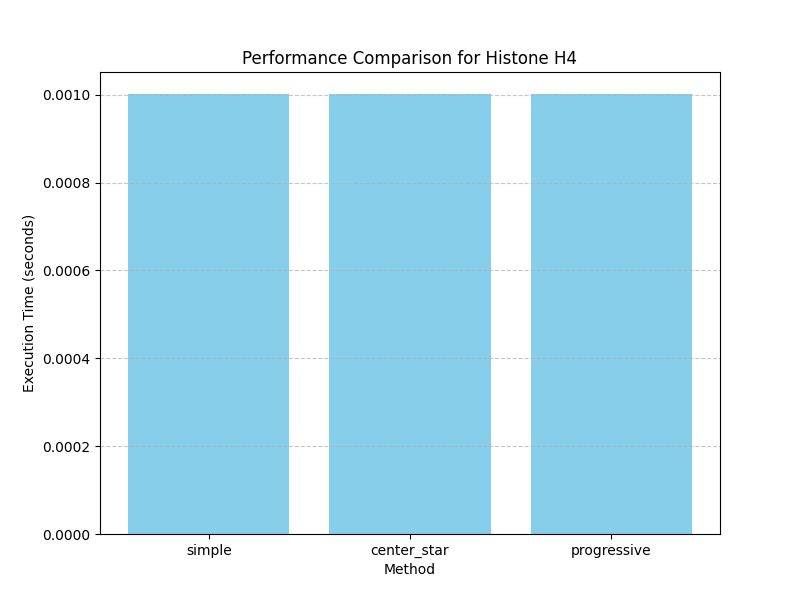 Performance Comparison for Histone H4
Execution Time (seconds)
0.0010
0.0008
0.0006
0.0004
0.0002
0.0000
simple center_star progressive
Method